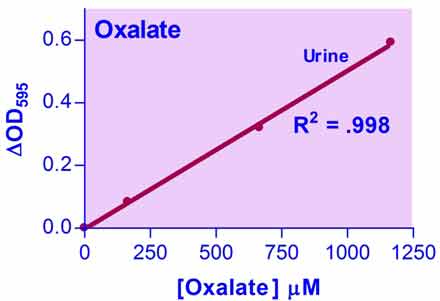 Oxalate
Urine
R² = .998
ΔOD₅₉₅
0.6
0.4
0.2
0.0
0 250 500 750 1000 1250
[Oxalate] µM